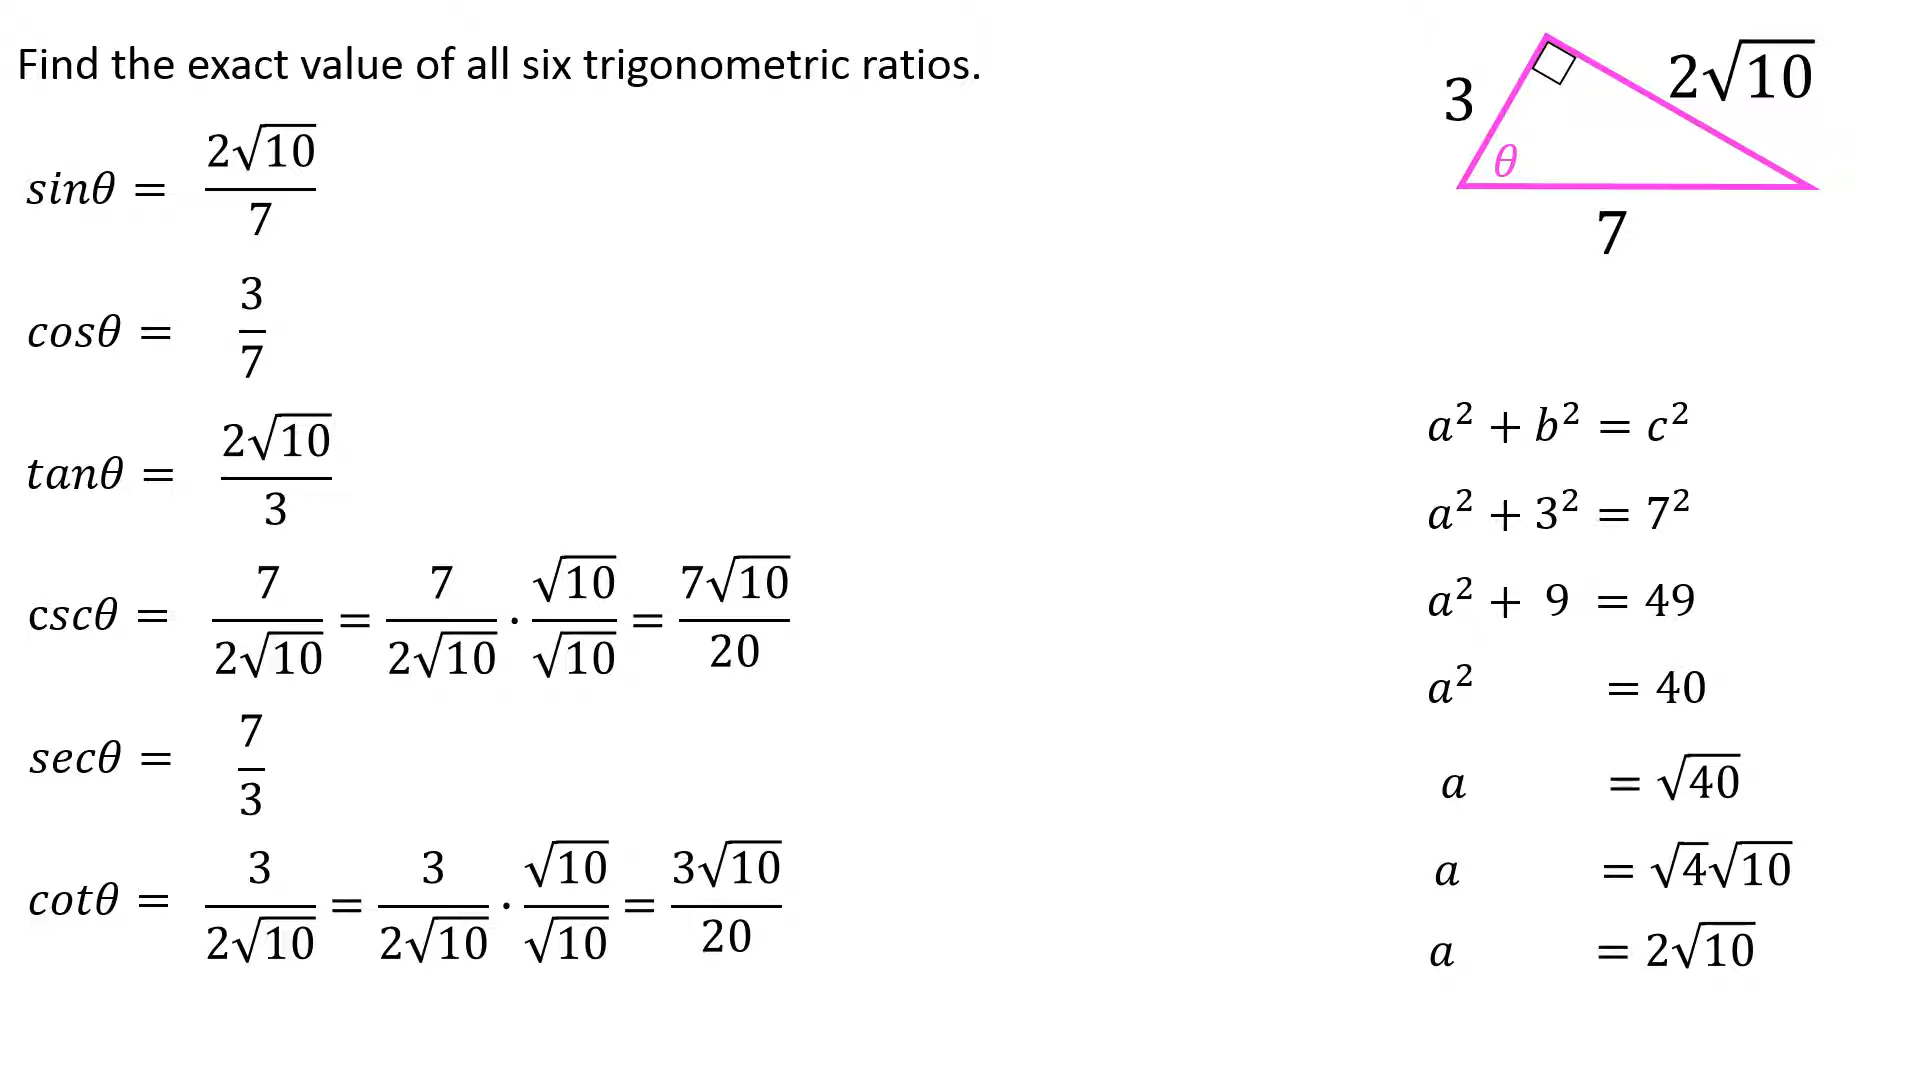 Find the exact value of all six trigonometric ratios.
sinθ = 2√10/7
cosθ = 3/7
tanθ = 2√10/3
cscθ = 7/2√10 = 7/2√10 · √10/√10 = 7√10/20
secθ = 7/3
cotθ = 3/2√10 = 3/2√10 · √10/√10 = 3√10/20
3
2√10
θ
7
a² + b² = c²
a² + 3² = 7²
a² + 9 = 49
a² = 40
a = √40
a = √4√10
a = 2√10